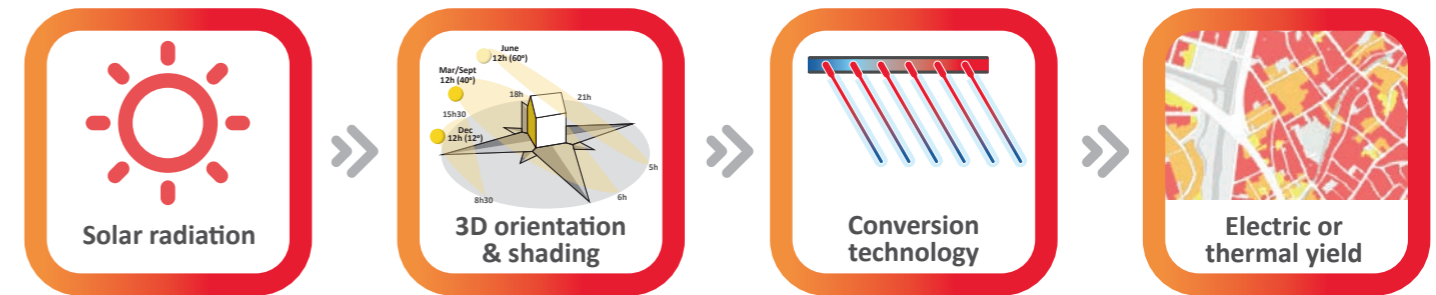 Solar radiation
June
12h (60°)
Mar/Sept
12h (40°)
18h
21h
15h30
Dec
12h (12°)
5h
6h
8h30
3D orientation
& shading
Conversion
technology
Electric or
thermal yield